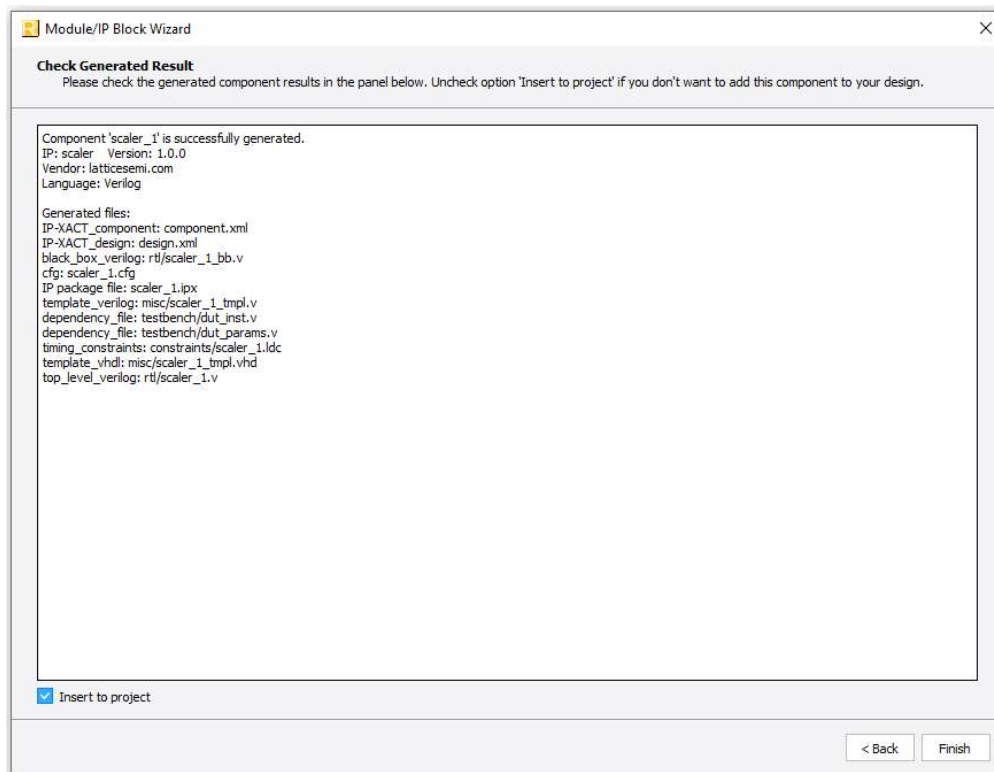 Module/IP Block Wizard
Check Generated Result
Please check the generated component results in the panel below. Uncheck option 'Insert to project' if you don't want to add this component to your design.
Component 'scaler_1' is successfully generated.
IP: scaler    Version: 1.0.0
Vendor: latticesemi.com
Language: Verilog
Generated files:
IP-XACT_component: component.xml
IP-XACT_design: design.xml
black_box_verilog: rtl/scaler_1_bb.v
cfg: scaler_1.cfg
IP package file: scaler_1.ipx
template_verilog: misc/scaler_1_tmpl.v
dependency_file: testbench/dut_inst.v
dependency_file: testbench/dut_params.v
timing_constraints: constraints/scaler_1.ldc
template_vhdl: misc/scaler_1_tmpl.vhd
top_level_verilog: rtl/scaler_1.v
Insert to project
< Back
Finish